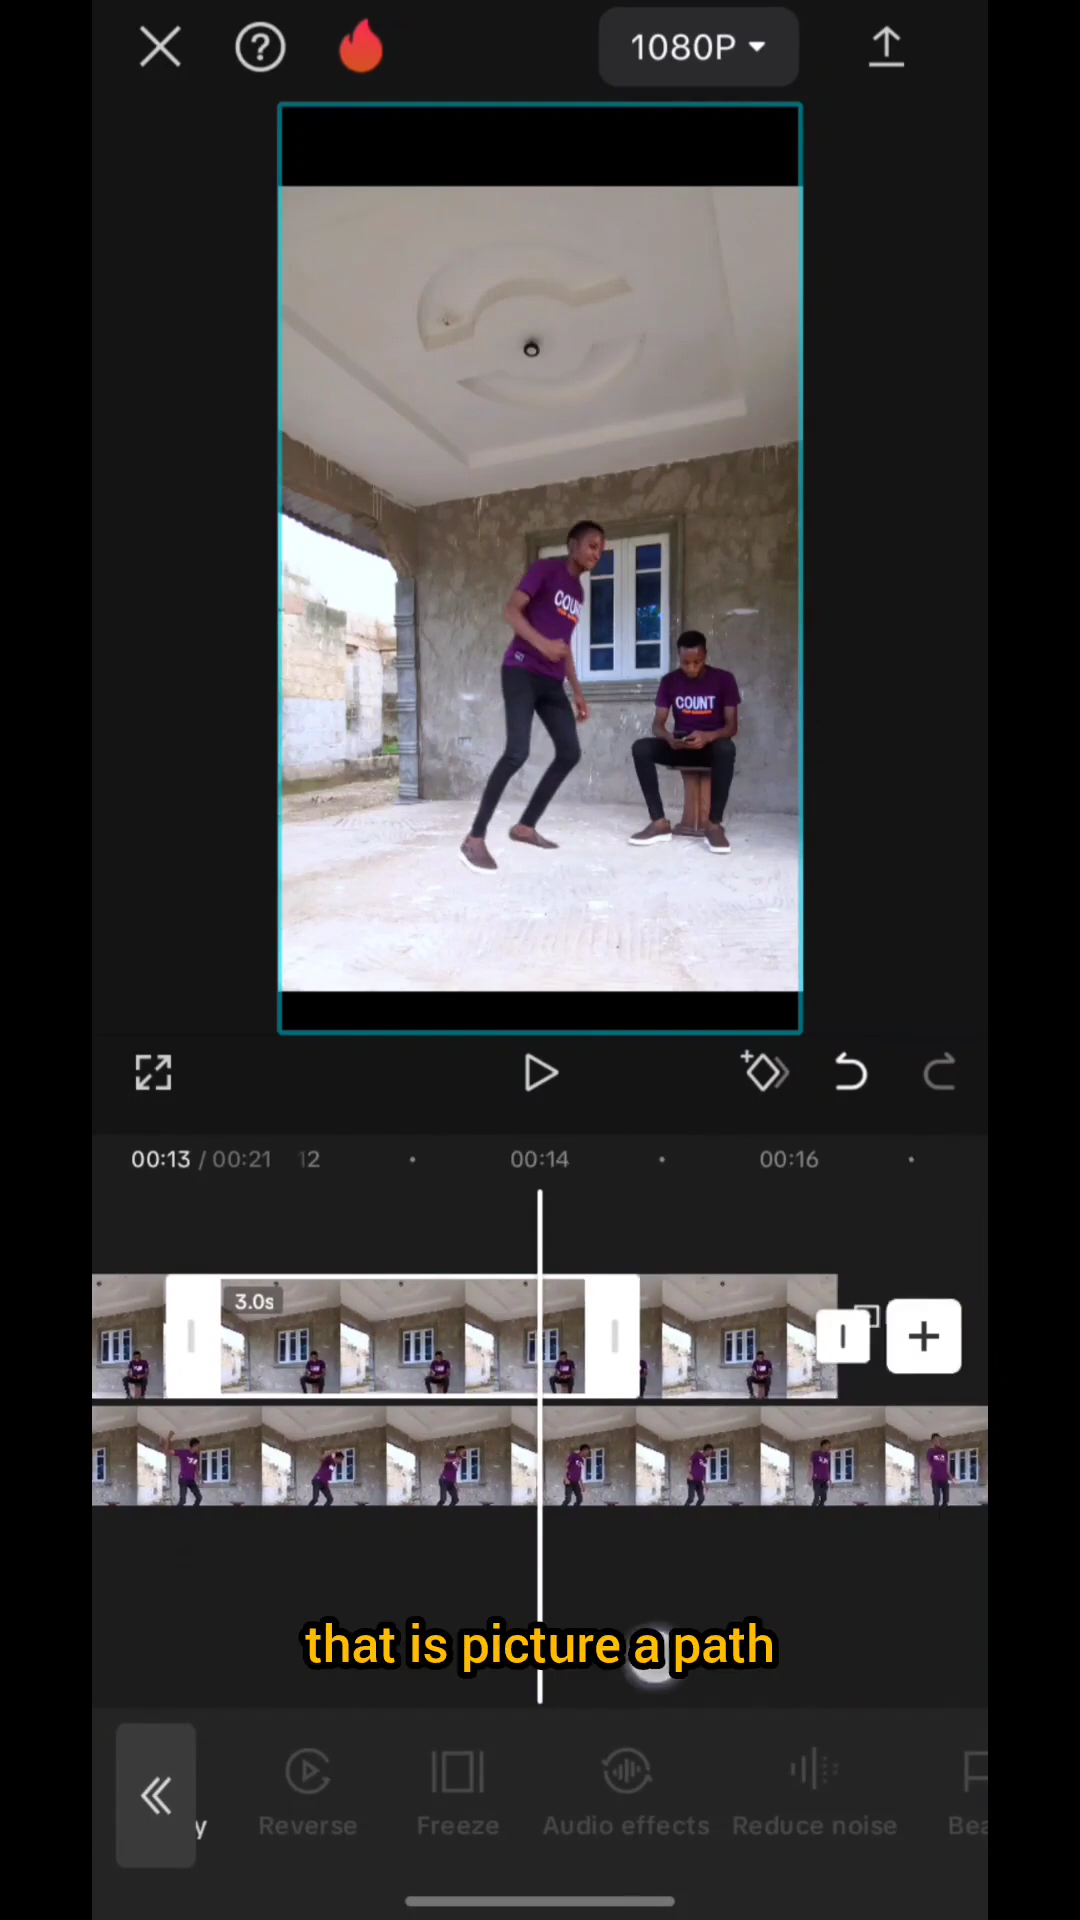 1080P
COUNT
COUNT
00:13 / 00:21
12
00:14
00:16
3.0s
that is picture a path
y
Reverse
Freeze
Audio effects
Reduce noise
Bea